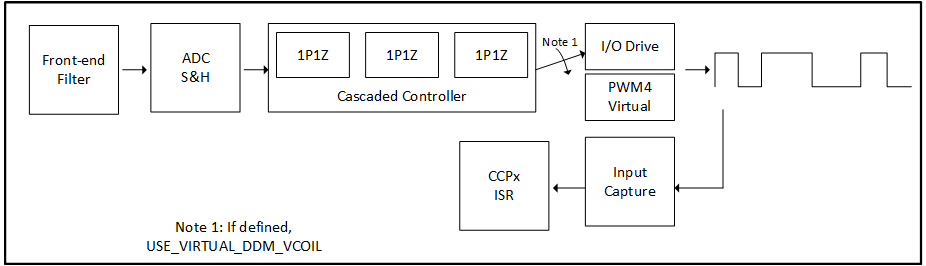 Front-end
Filter
ADC
S&H
1P1Z
1P1Z
1P1Z
Cascaded Controller
Note 1
I/O Drive
PWM4
Virtual
CCPx
ISR
Input
Capture
Note 1: If defined,
USE_VIRTUAL_DDM_VCOIL